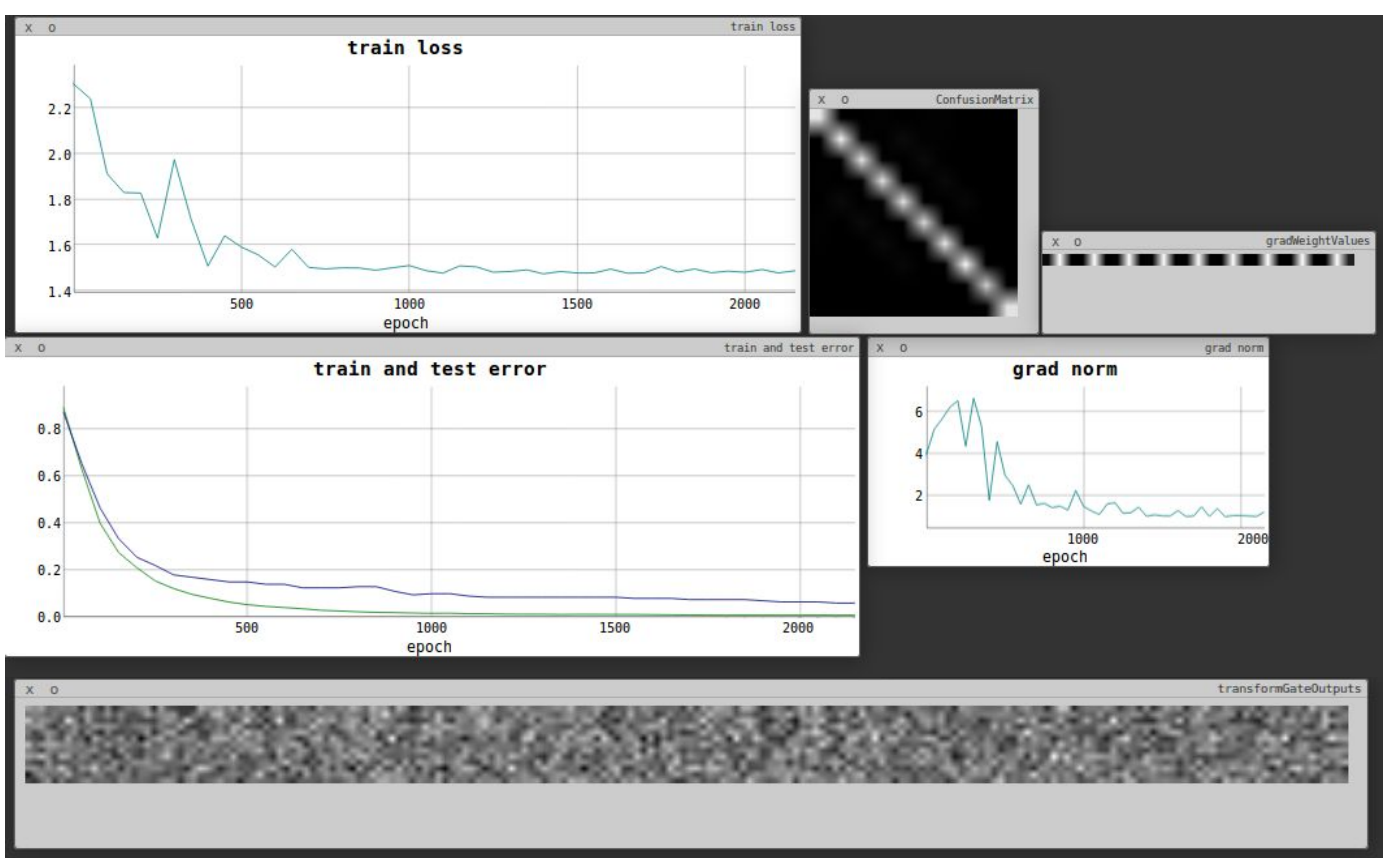 x o train loss
train loss
2.2
2.0
1.8
1.6
1.4
500 1000 1500 2000
epoch
x o ConfusionMatrix
x o gradWeightValues
x o train and test error
train and test error
0.8
0.6
0.4
0.2
0.0
500 1000 1500 2000
epoch
x o grad norm
grad norm
6
4
2
1000 2000
epoch
x o transformGateOutputs